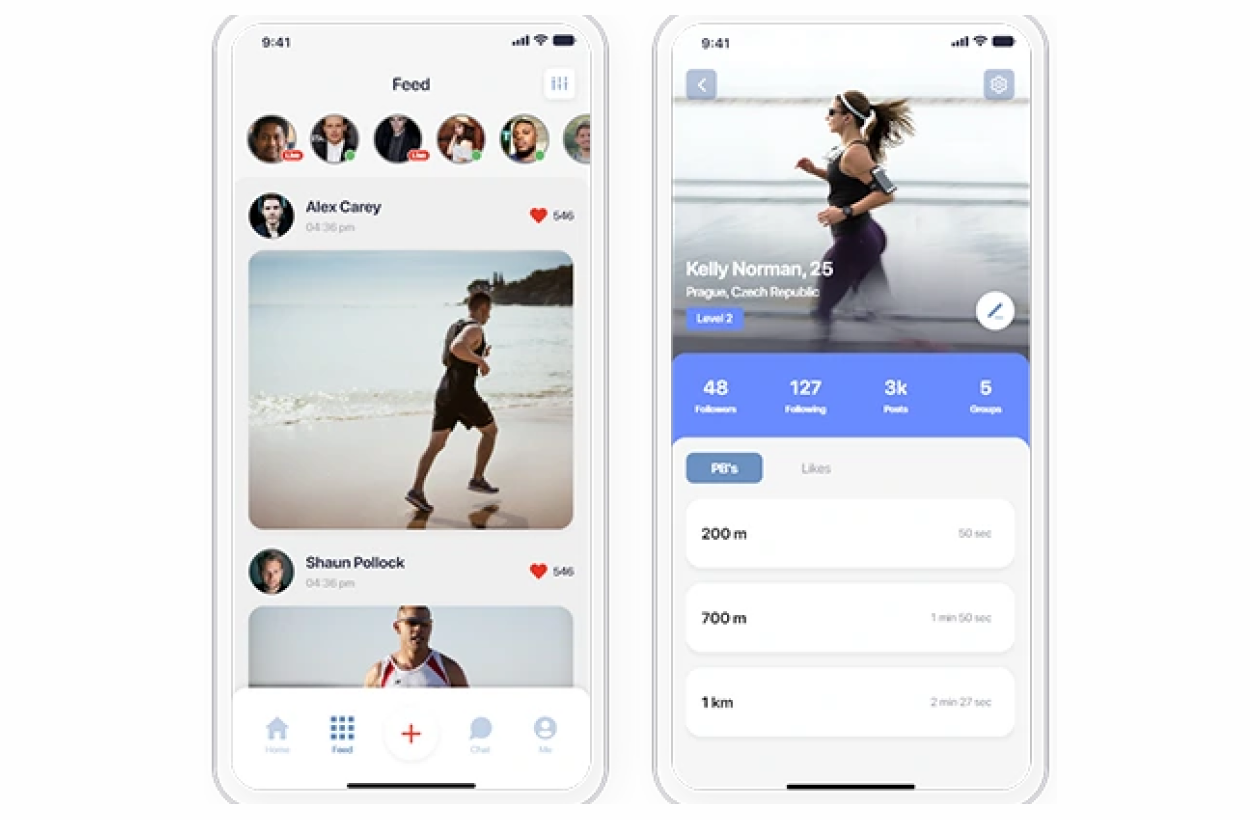 9:41
Feed
Live
Live
Alex Carey
04:36 pm
546
Shaun Pollock
04:36 pm
546
Home
Feed
Chat
Me
9:41
Kelly Norman, 25
Prague, Czech Republic
Level 2
48
127
3k
5
Followers
Following
Posts
Groups
PB's
Likes
200 m
50 sec
700 m
1 min 50 sec
1 km
2 min 27 sec